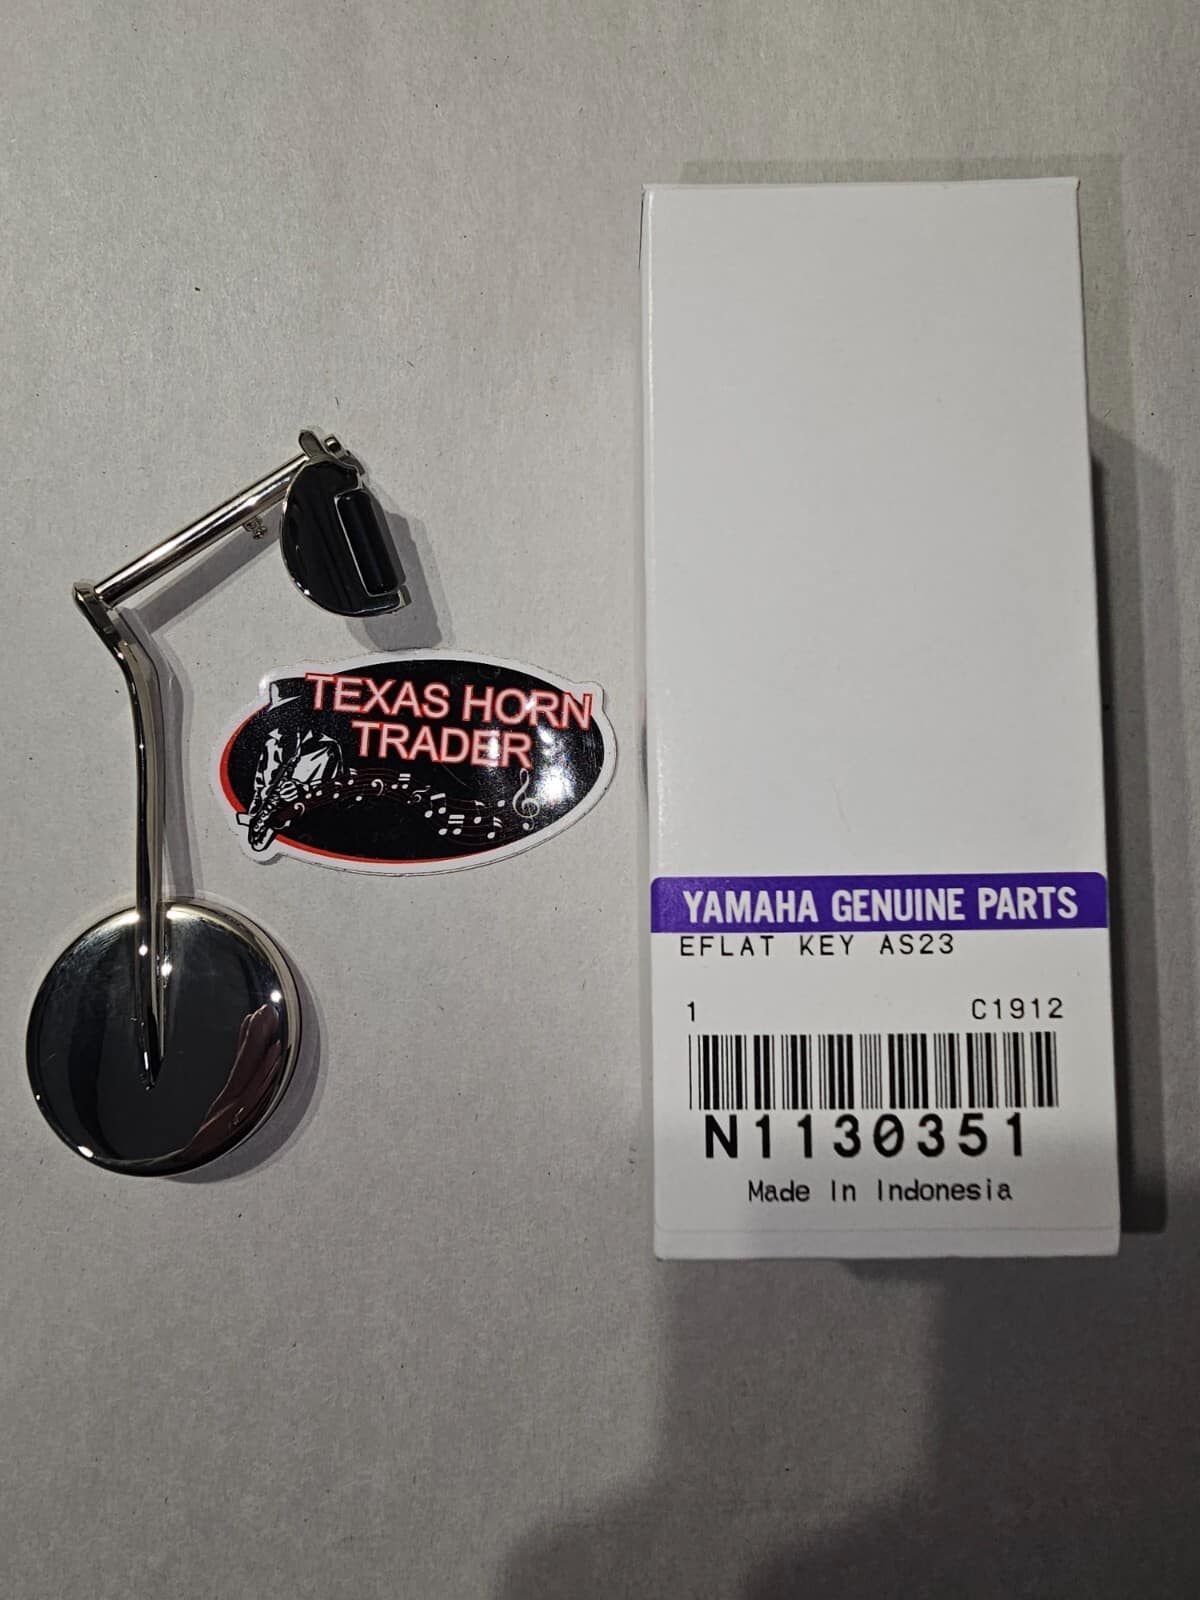 TEXAS HORN
TRADER
YAMAHA GENUINE PARTS
EFLAT KEY AS23
1 C1912
N1130351
Made In Indonesia